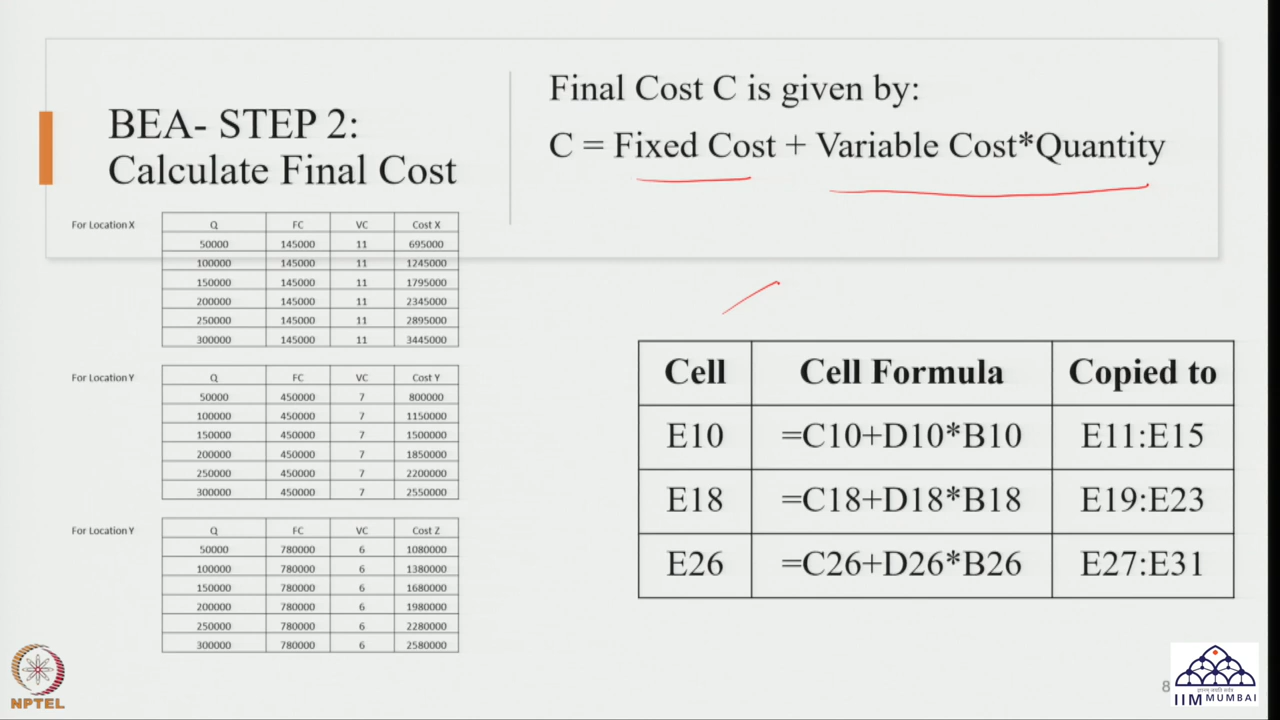 BEA- STEP 2:
Calculate Final Cost
Final Cost C is given by:
C = Fixed Cost + Variable Cost*Quantity
For Location X
Q FC VC Cost X
50000 145000 11 695000
100000 145000 11 1245000
150000 145000 11 1795000
200000 145000 11 2345000
250000 145000 11 2895000
300000 145000 11 3445000
For Location Y
Q FC VC Cost Y
50000 450000 7 800000
100000 450000 7 1150000
150000 450000 7 1500000
200000 450000 7 1850000
250000 450000 7 2200000
300000 450000 7 2550000
For Location Y
Q FC VC Cost Z
50000 780000 6 1080000
100000 780000 6 1380000
150000 780000 6 1680000
200000 780000 6 1980000
250000 780000 6 2280000
300000 780000 6 2580000
Cell Cell Formula Copied to
E10 =C10+D10*B10 E11:E15
E18 =C18+D18*B18 E19:E23
E26 =C26+D26*B26 E27:E31
NPTEL
8
IIM MUMBAI